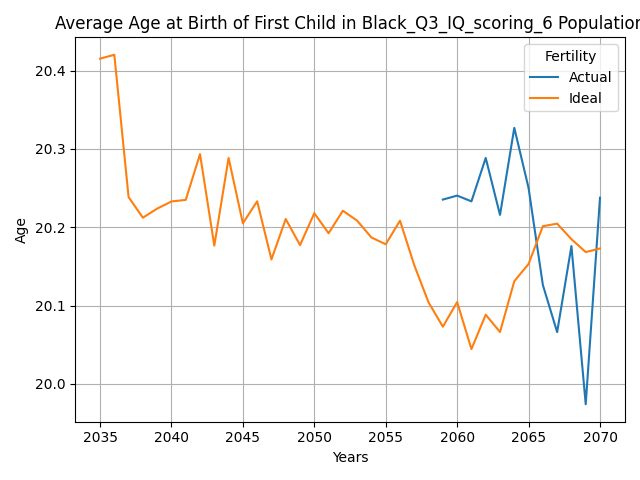 Average Age at Birth of First Child in Black_Q3_IQ_scoring_6 Population
Fertility
Actual
Ideal
20.4
20.3
20.2
20.1
20.0
Age
2035 2040 2045 2050 2055 2060 2065 2070
Years